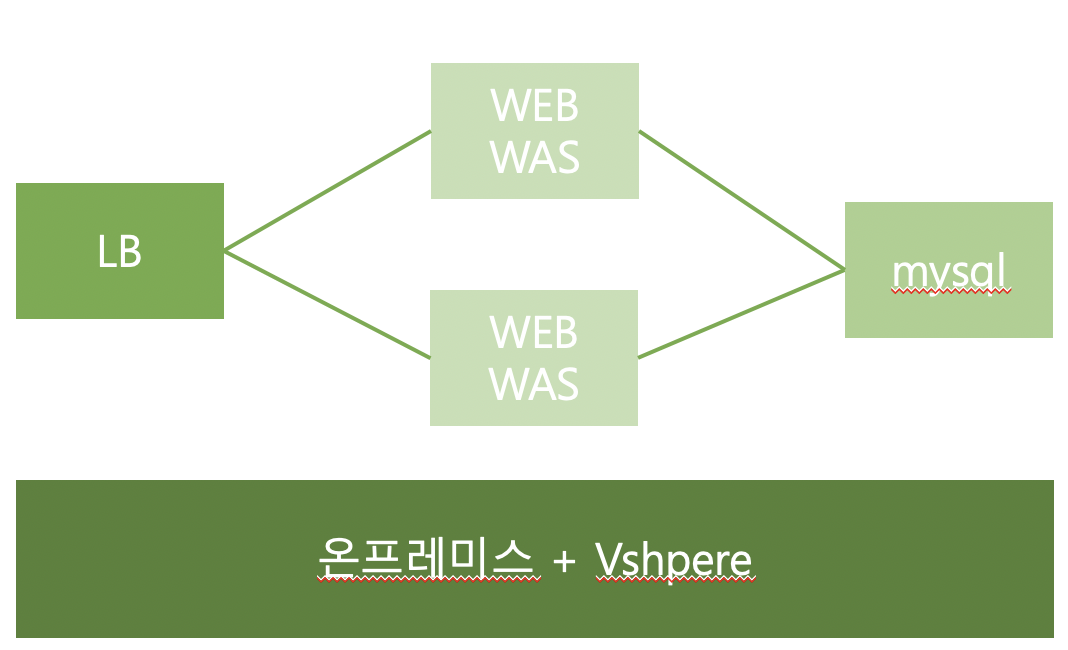 WEB
WAS
LB
mysql
WEB
WAS
온프레미스 + Vshpere